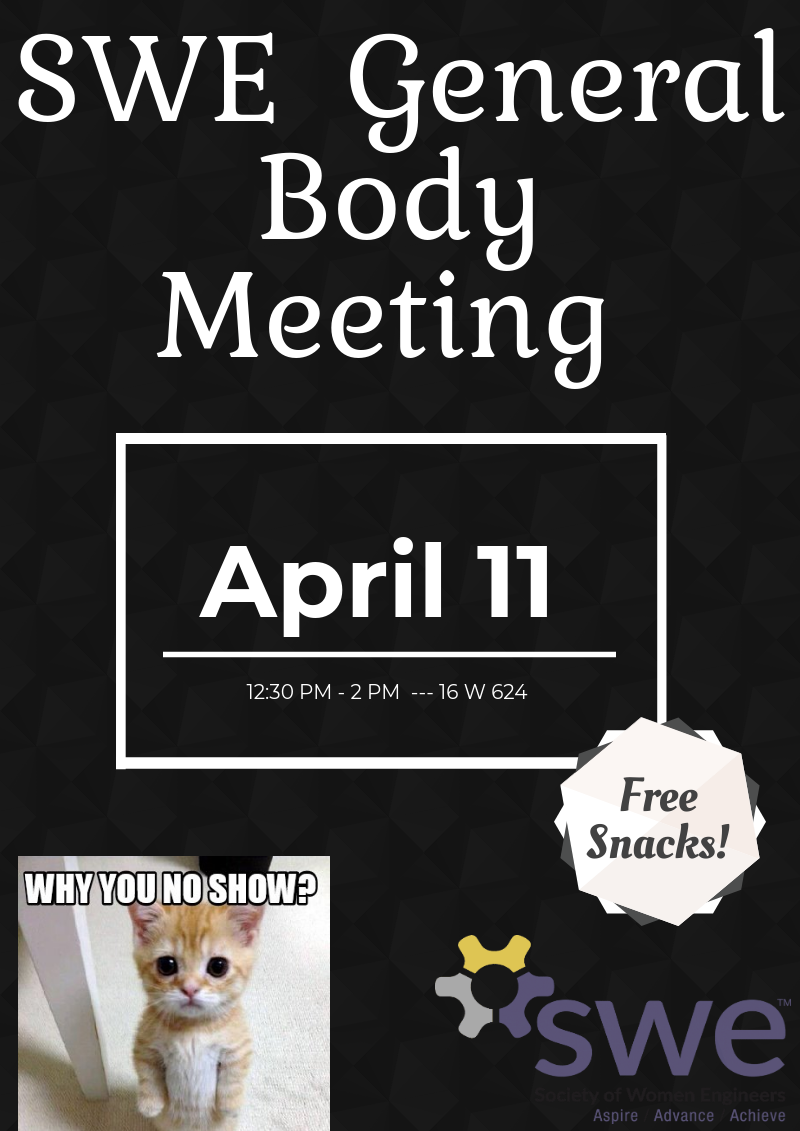 SWE General
Body
Meeting
April 11
12:30 PM - 2 PM --- 16 W 624
Free
Snacks!
WHY YOU NO SHOW?
swe™
Society of Women Engineers
Aspire / Advance / Achieve